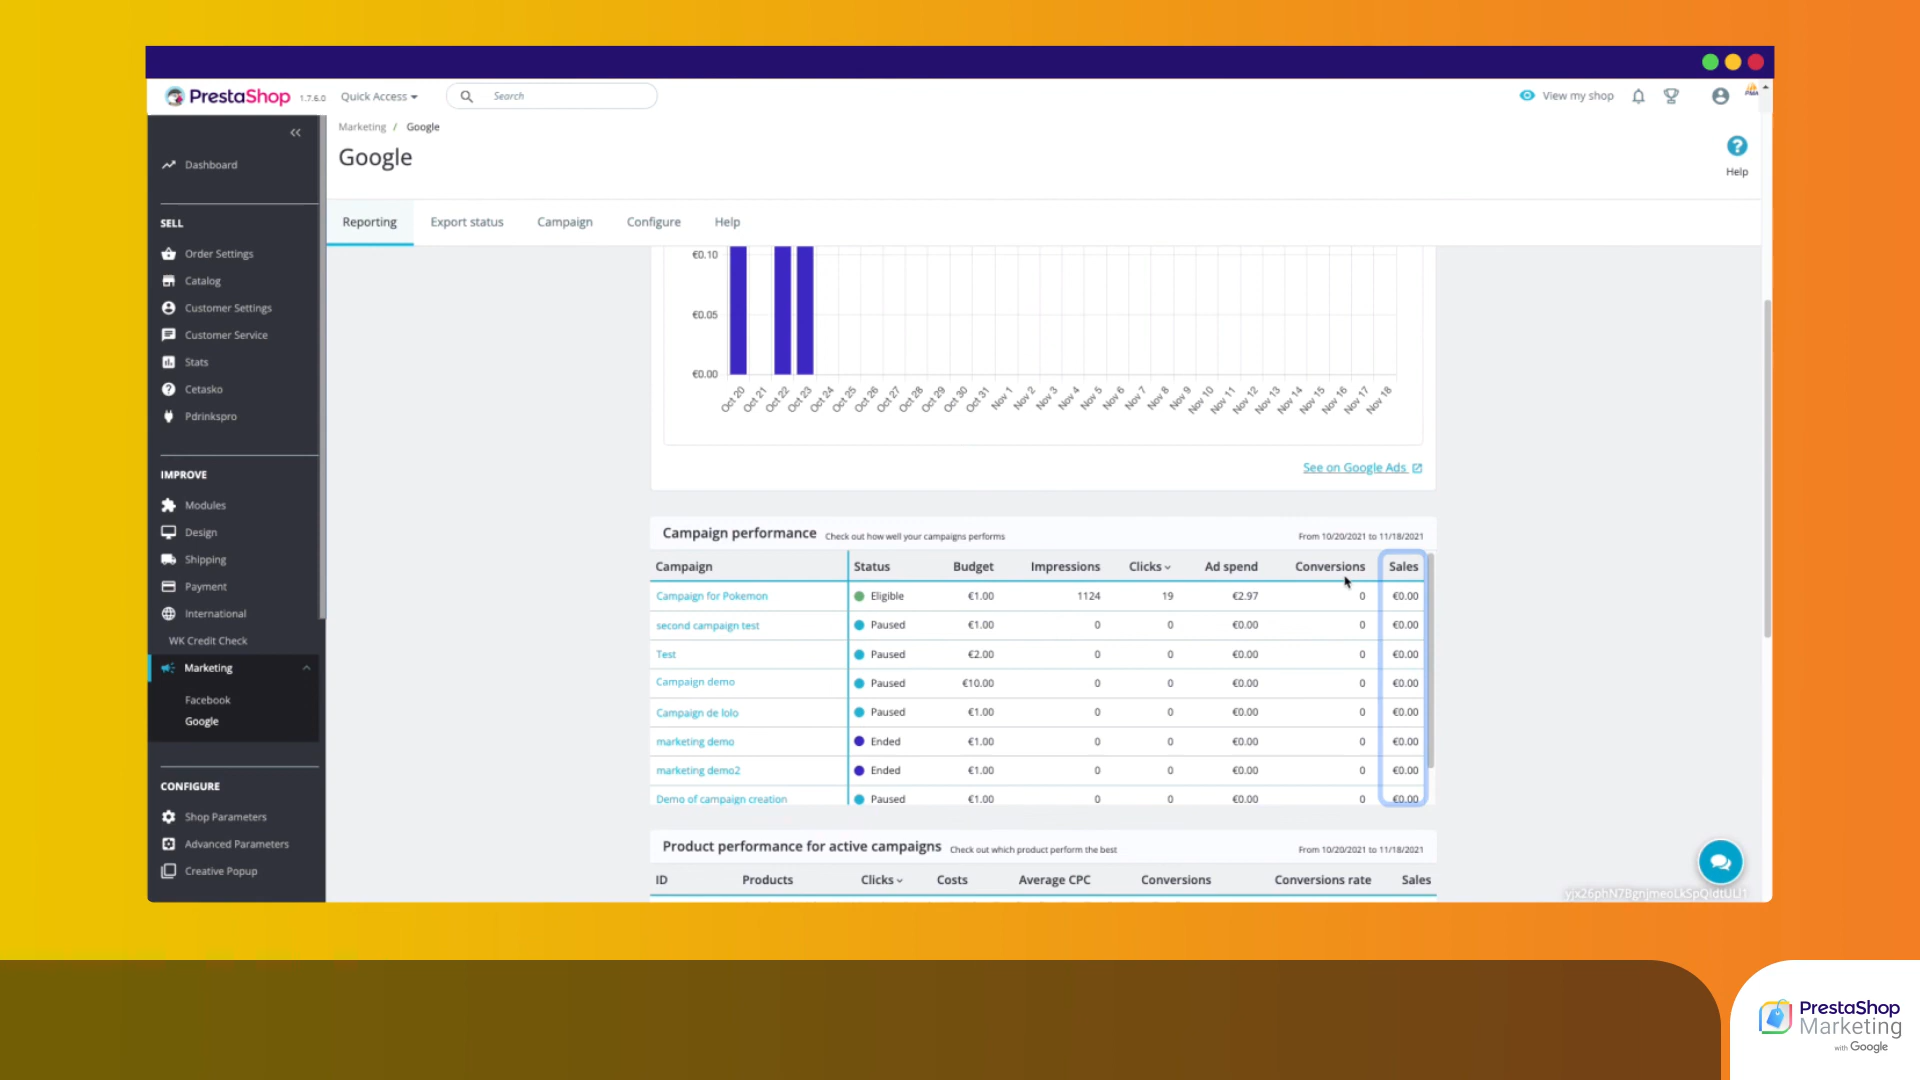 PrestaShop 1.7.6.0 Quick Access Search View my shop PMA
Marketing / Google
Google
Help
Reporting Export status Campaign Configure Help
Dashboard
SELL
Order Settings
Catalog
Customer Settings
Customer Service
Stats
Cetasko
Pdrinkspro
IMPROVE
Modules
Design
Shipping
Payment
International
WK Credit Check
Marketing
Facebook
Google
CONFIGURE
Shop Parameters
Advanced Parameters
Creative Popup
€0.10
€0.05
€0.00
Oct 20 Oct 21 Oct 22 Oct 23 Oct 24 Oct 25 Oct 26 Oct 27 Oct 28 Oct 29 Oct 30 Oct 31 Nov 1 Nov 2 Nov 3 Nov 4 Nov 5 Nov 6 Nov 7 Nov 8 Nov 9 Nov 10 Nov 11 Nov 12 Nov 13 Nov 14 Nov 15 Nov 16 Nov 17 Nov 18
See on Google Ads
Campaign performance Check out how well your campaigns performs From 10/20/2021 to 11/18/2021
Campaign Status Budget Impressions Clicks Ad spend Conversions Sales
Campaign for Pokemon Eligible €1.00 1124 19 €2.97 0 €0.00
second campaign test Paused €1.00 0 0 €0.00 0 €0.00
Test Paused €2.00 0 0 €0.00 0 €0.00
Campaign demo Paused €10.00 0 0 €0.00 0 €0.00
Campaign de lolo Paused €1.00 0 0 €0.00 0 €0.00
marketing demo Ended €1.00 0 0 €0.00 0 €0.00
marketing demo2 Ended €1.00 0 0 €0.00 0 €0.00
Demo of campaign creation Paused €1.00 0 0 €0.00 0 €0.00
Product performance for active campaigns Check out which product perform the best From 10/20/2021 to 11/18/2021
ID Products Clicks Costs Average CPC Conversions Conversions rate Sales
PrestaShop
Marketing
with Google